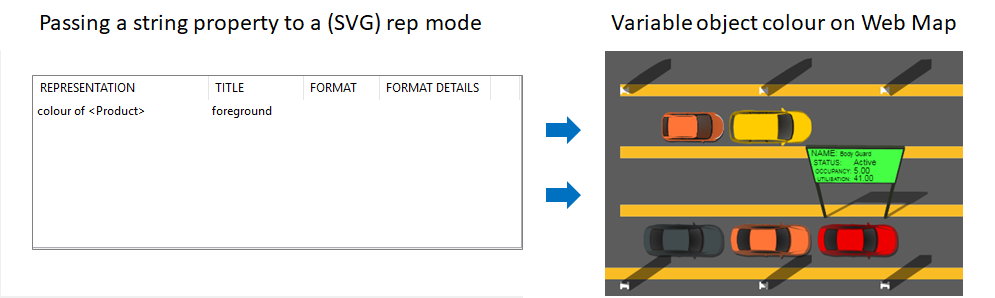 Passing a string property to a (SVG) rep mode
Variable object colour on Web Map
REPRESENTATION TITLE FORMAT FORMAT DETAILS
colour of <Product> foreground
NAME: Body Guard
STATUS: Active
OCCUPANCY: 5.00
UTILISATION: 41.00